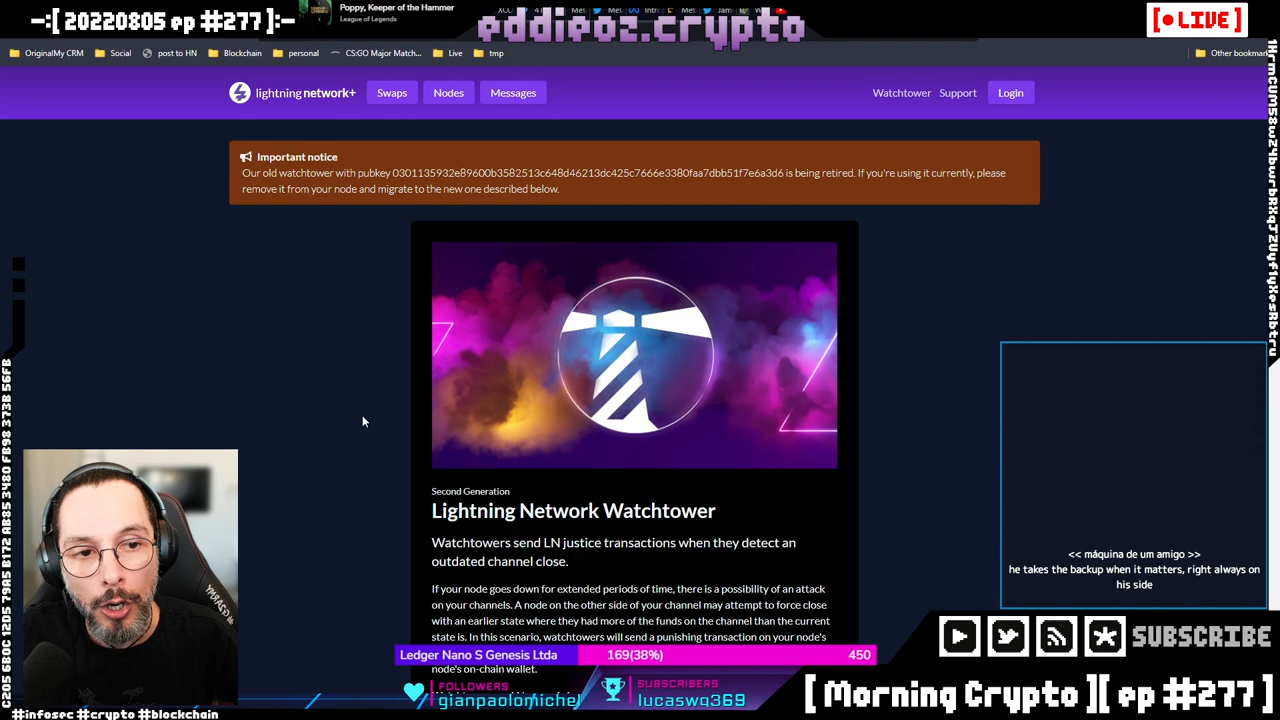 -:[ 20220805 ep #277 ]:-
Poppy, Keeper of the Hammer
League of Legends
eddieoz.crypto
[ • LIVE ]
OriginalMy CRM
Social
post to HN
Blockchain
personal
CS:GO Major Match...
Live
tmp
Other bookmar
lightning network+
Swaps
Nodes
Messages
Watchtower
Support
Login
Important notice
Our old watchtower with pubkey 0301135932e89600b3582513c648d46213dc425c7666e3380faa7dbb51f7e6a3d6 is being retired. If you're using it currently, please
remove it from your node and migrate to the new one described below.
Second Generation
Lightning Network Watchtower
Watchtowers send LN justice transactions when they detect an
outdated channel close.
If your node goes down for extended periods of time, there is a possibility of an attack
on your channels. A node on the other side of your channel may attempt to force close
with an earlier state where they had more of the funds on the channel than the current
state is. In this scenario, watchtowers will send a punishing transaction on your node's
node's on-chain wallet.
<< máquina de um amigo >>
he takes the backup when it matters, right always on
his side
Ledger Nano S Genesis Ltda
169(38%)
450
FOLLOWERS
gianpaolomichel
SUBSCRIBERS
lucaswq369
SUBSCRIBE
[ Morning Crypto ][ ep #277 ]
#infosec #crypto #blockchain